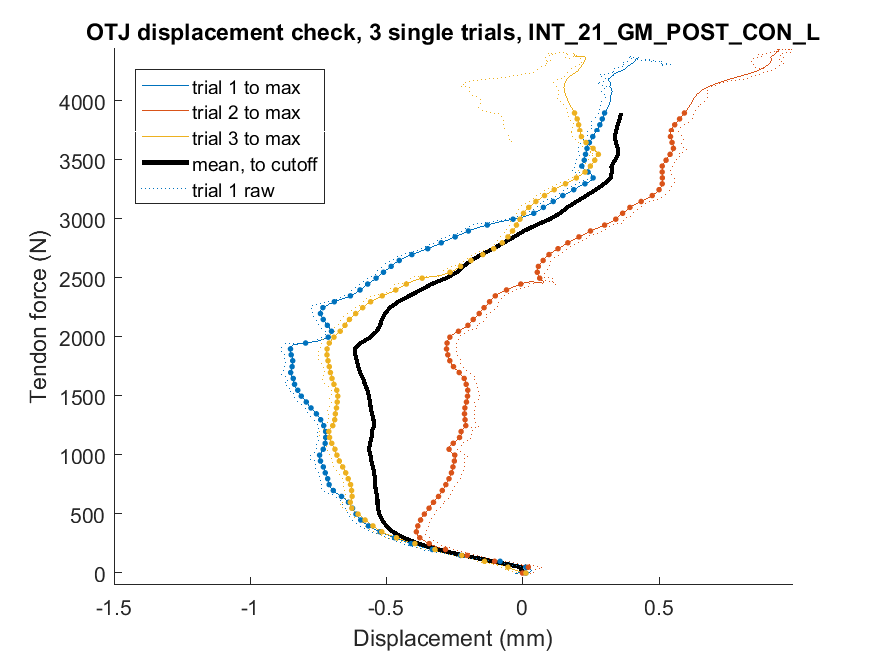 OTJ displacement check, 3 single trials, INT_21_GM_POST_CON_L
trial 1 to max
trial 2 to max
trial 3 to max
mean, to cutoff
trial 1 raw
4000
3500
3000
2500
2000
1500
1000
500
0
Tendon force (N)
-1.5
-1
-0.5
0
0.5
Displacement (mm)